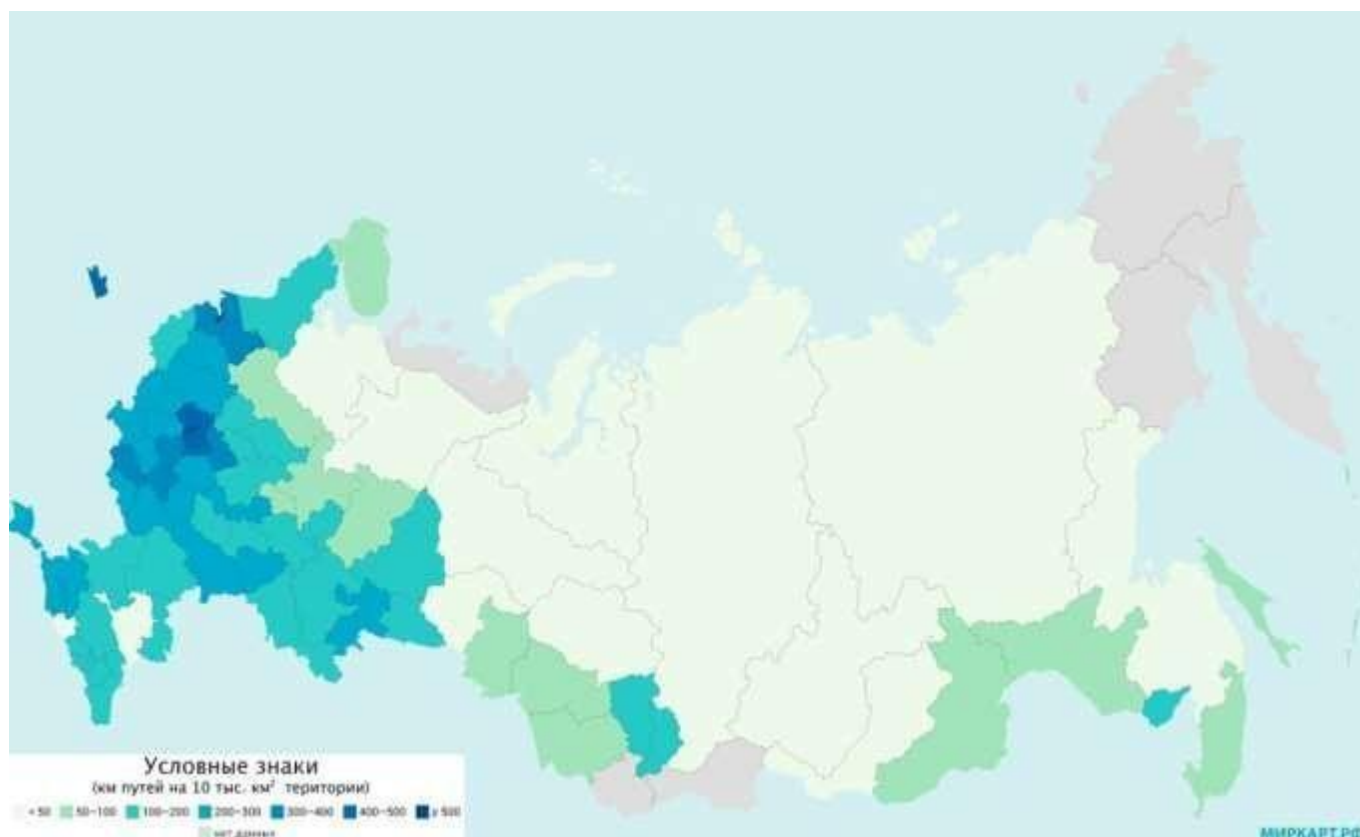 Условные знаки
(км путей на 10 тыс. км² територии)
< 50 50–100 100–200 200–300 300–400 400–500 ≥ 500
нет данных
МИРКАРТ.РФ